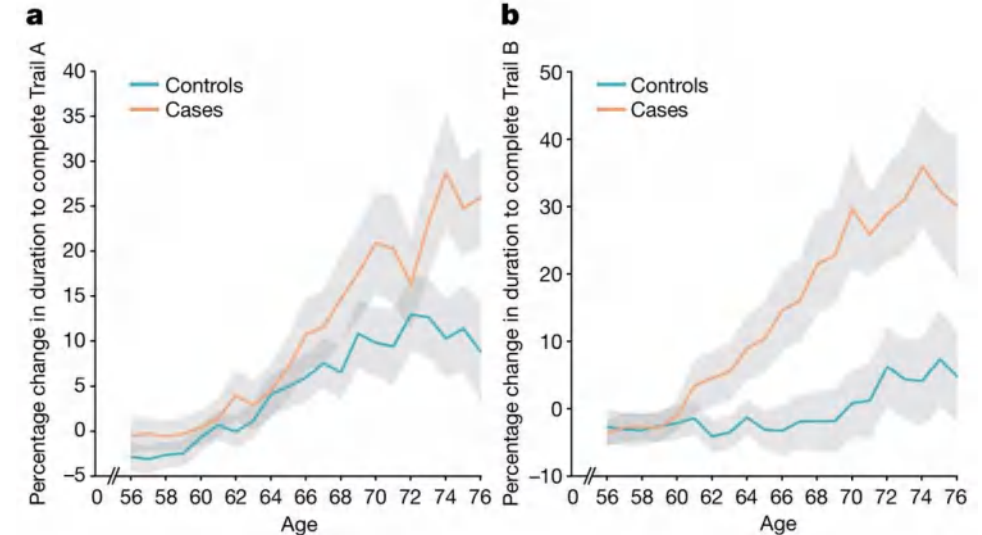 a
Percentage change in duration to complete Trail A
40
35
30
25
20
15
10
5
0
–5
Controls
Cases
0 56 58 60 62 64 66 68 70 72 74 76
Age
b
Percentage change in duration to complete Trail B
50
40
30
20
10
0
–10
Controls
Cases
0 56 58 60 62 64 66 68 70 72 74 76
Age